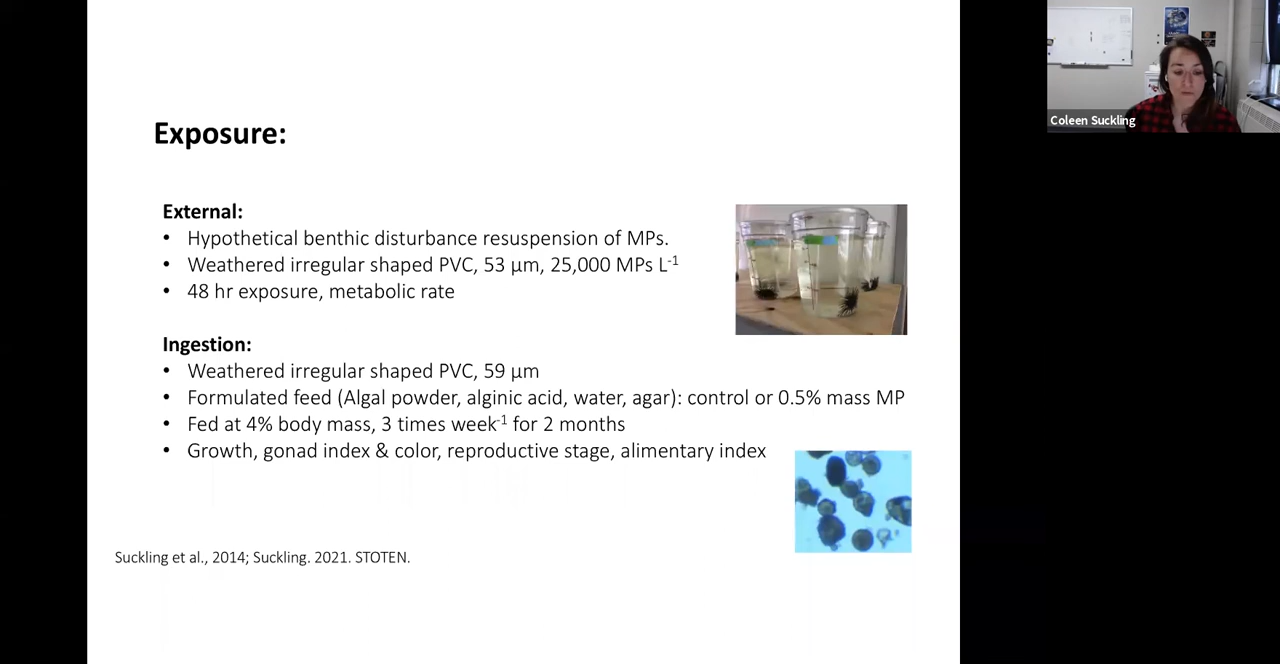 Exposure:
External:
• Hypothetical benthic disturbance resuspension of MPs.
• Weathered irregular shaped PVC, 53 µm, 25,000 MPs L⁻¹
• 48 hr exposure, metabolic rate
Ingestion:
• Weathered irregular shaped PVC, 59 µm
• Formulated feed (Algal powder, alginic acid, water, agar): control or 0.5% mass MP
• Fed at 4% body mass, 3 times week⁻¹ for 2 months
• Growth, gonad index & color, reproductive stage, alimentary index
Suckling et al., 2014; Suckling. 2021. STOTEN.
Coleen Suckling